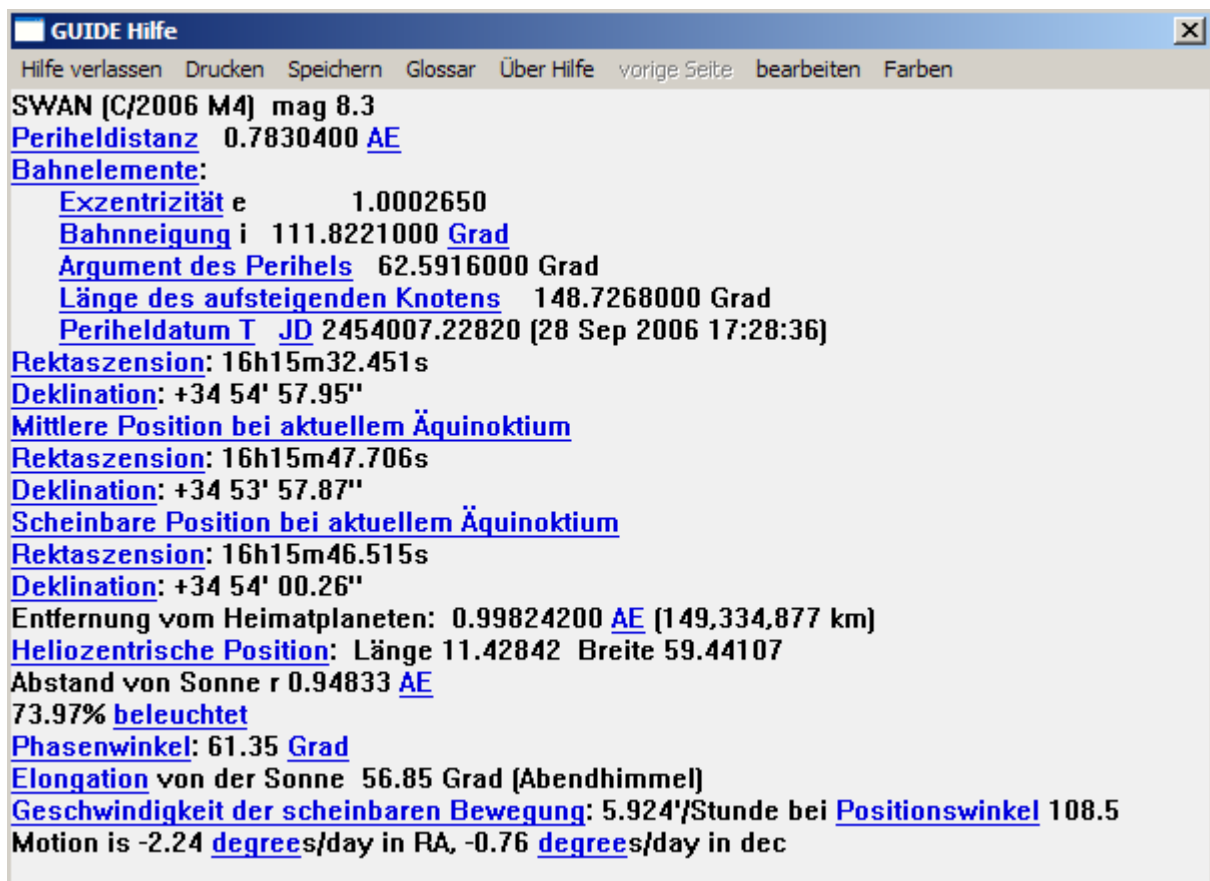 GUIDE Hilfe
Hilfe verlassen Drucken Speichern Glossar Über Hilfe vorige Seite bearbeiten Farben
SWAN (C/2006 M4) mag 8.3
Periheldistanz 0.7830400 AE
Bahnelemente:
Exzentrizität e 1.0002650
Bahnneigung i 111.8221000 Grad
Argument des Perihels 62.5916000 Grad
Länge des aufsteigenden Knotens 148.7268000 Grad
Periheldatum T JD 2454007.22820 (28 Sep 2006 17:28:36)
Rektaszension: 16h15m32.451s
Deklination: +34 54' 57.95"
Mittlere Position bei aktuellem Äquinoktium
Rektaszension: 16h15m47.706s
Deklination: +34 53' 57.87"
Scheinbare Position bei aktuellem Äquinoktium
Rektaszension: 16h15m46.515s
Deklination: +34 54' 00.26"
Entfernung vom Heimatplaneten: 0.99824200 AE (149,334,877 km)
Heliozentrische Position: Länge 11.42842 Breite 59.44107
Abstand von Sonne r 0.94833 AE
73.97% beleuchtet
Phasenwinkel: 61.35 Grad
Elongation von der Sonne 56.85 Grad (Abendhimmel)
Geschwindigkeit der scheinbaren Bewegung: 5.924'/Stunde bei Positionswinkel 108.5
Motion is -2.24 degrees/day in RA, -0.76 degrees/day in dec